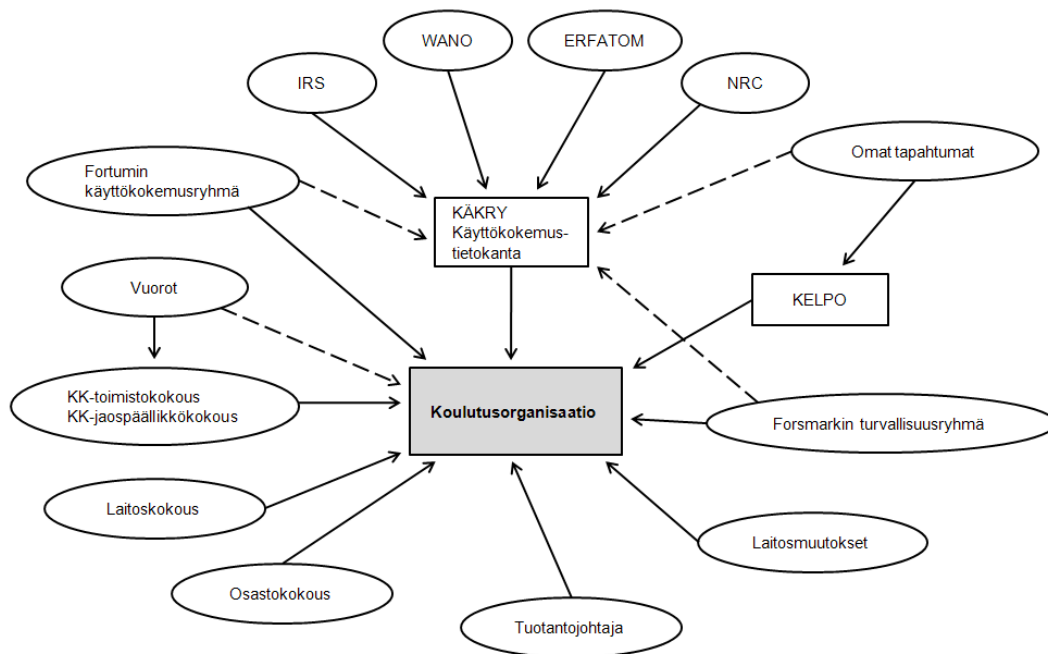 WANO
ERFATOM
IRS
NRC
Fortumin
käyttökokemusryhmä
Omat tapahtumat
KÄKRY
Käyttökokemus-
tietokanta
Vuorot
KELPO
KK-toimistokokous
KK-jaospäällikkökokous
Koulutusorganisaatio
Forsmarkin turvallisuusryhmä
Laitoskokous
Laitosmuutokset
Osastokokous
Tuotantojohtaja